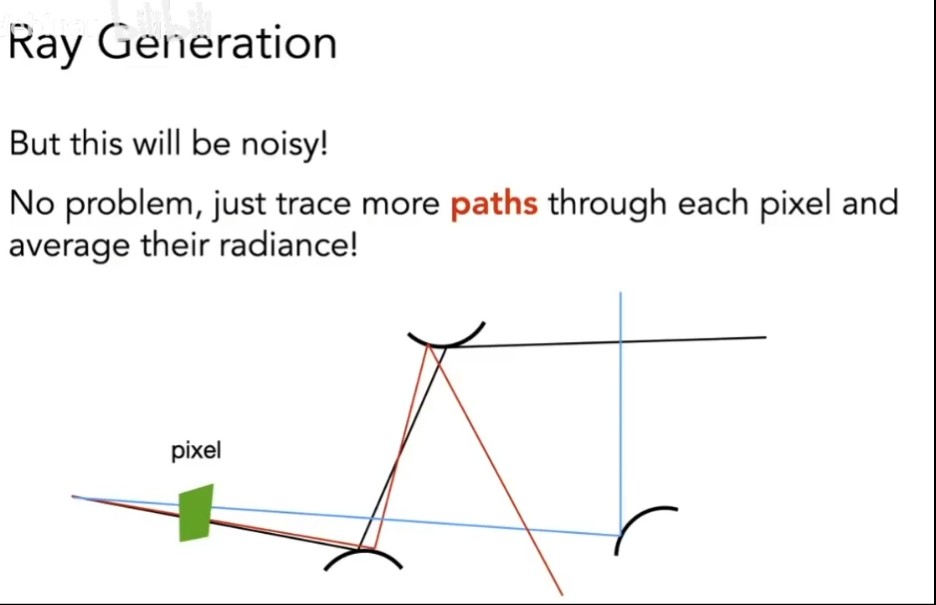 Ray Generation
But this will be noisy!
No problem, just trace more paths through each pixel and
average their radiance!
pixel